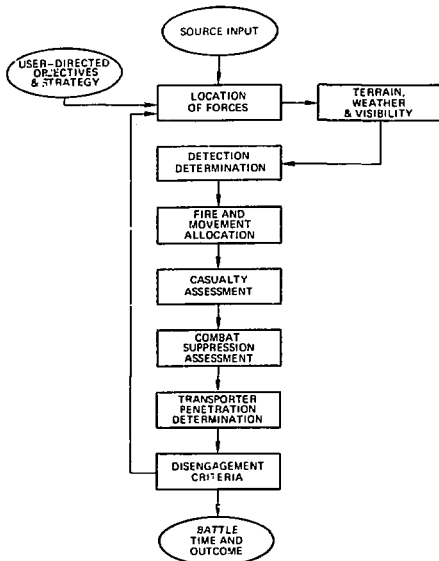 SOURCE INPUT
USER-DIRECTED
OBJECTIVES
& STRATEGY
LOCATION
OF FORCES
TERRAIN,
WEATHER
& VISIBILITY
DETECTION
DETERMINATION
FIRE AND
MOVEMENT
ALLOCATION
CASUALTY
ASSESSMENT
COMBAT
SUPPRESSION
ASSESSMENT
TRANSPORTER
PENETRATION
DETERMINATION
DISENGAGEMENT
CRITERIA
BATTLE
TIME AND
OUTCOME